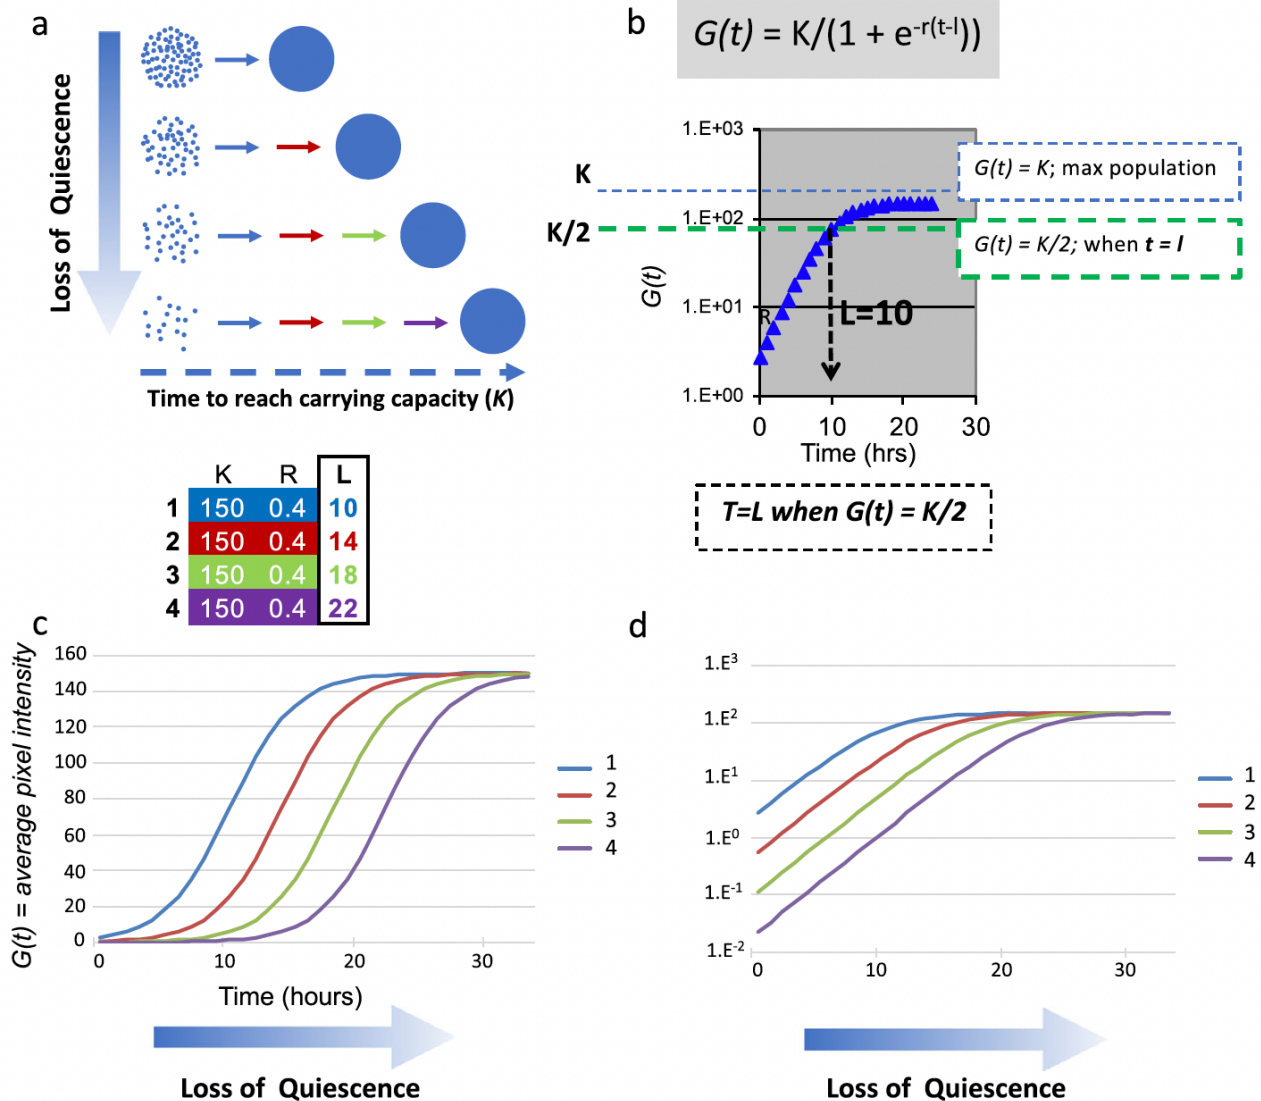 a
Loss of Quiescence
Time to reach carrying capacity (K)
b
G(t) = K/(1 + e-r(t-l))
1.E+03
1.E+02
1.E+01
1.E+00
K
K/2
G(t)
R
L=10
0 10 20 30
Time (hrs)
G(t) = K; max population
G(t) = K/2; when t = l
T=L when G(t) = K/2
K R L
1 150 0.4 10
2 150 0.4 14
3 150 0.4 18
4 150 0.4 22
c
G(t) = average pixel intensity
160
140
120
100
80
60
40
20
0
0 10 20 30
Time (hours)
1
2
3
4
Loss of Quiescence
d
1.E3
1.E2
1.E1
1.E0
1.E-1
1.E-2
0 10 20 30
1
2
3
4
Loss of Quiescence